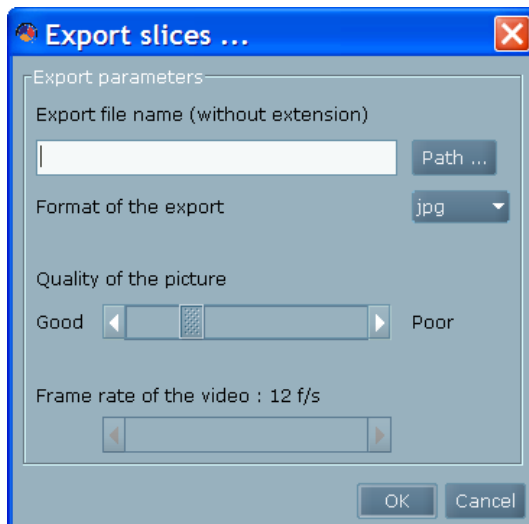 Export slices ...
Export parameters
Export file name (without extension)
Path ...
Format of the export
jpg
Quality of the picture
Good
Poor
Frame rate of the video : 12 f/s
OK
Cancel